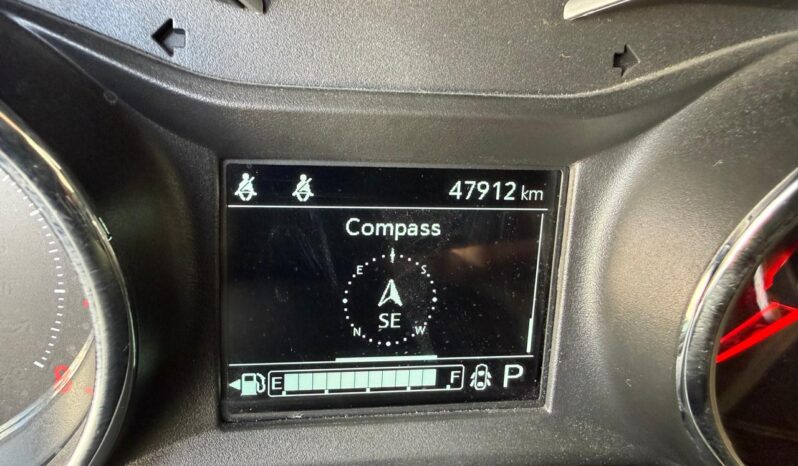 47912 km
Compass
E S
SE
N W
E F P